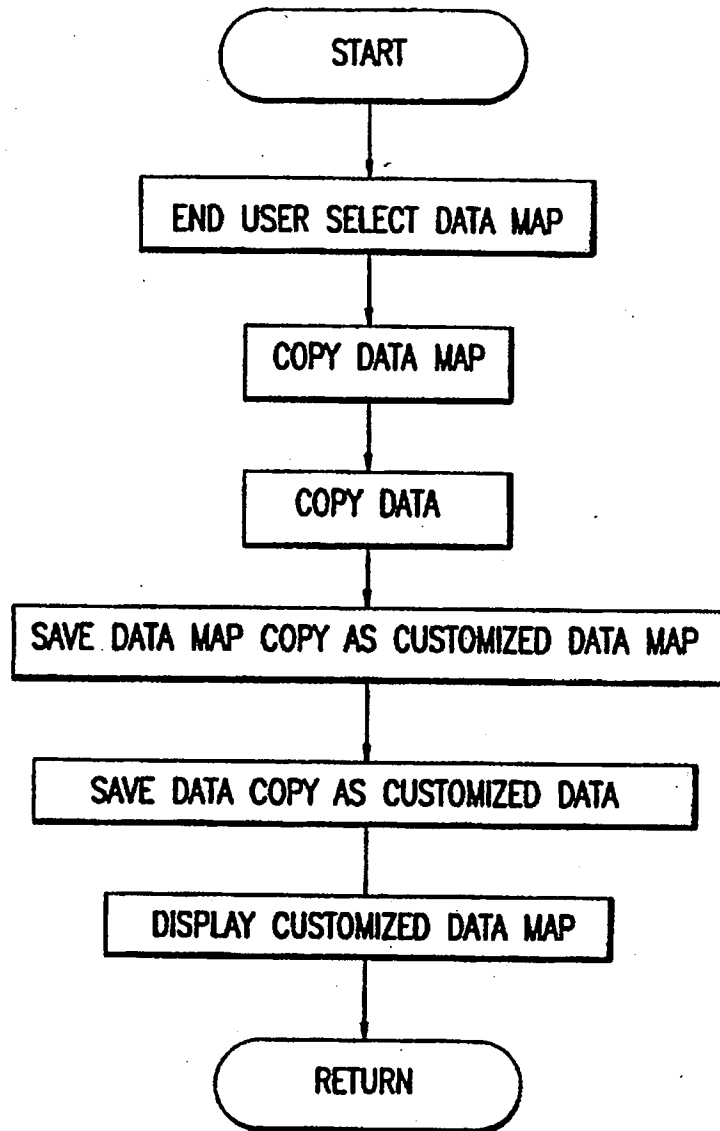 START
END USER SELECT DATA MAP
COPY DATA MAP
COPY DATA
SAVE DATA MAP COPY AS CUSTOMIZED DATA MAP
SAVE DATA COPY AS CUSTOMIZED DATA
DISPLAY CUSTOMIZED DATA MAP
RETURN